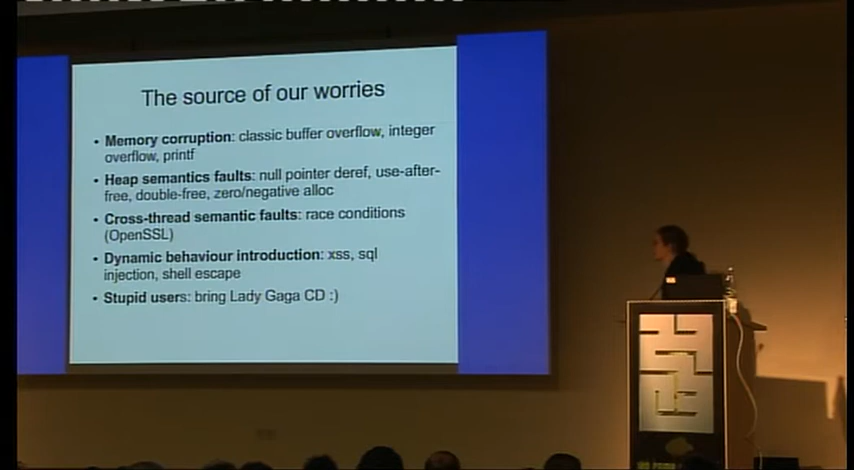 The source of our worries
• Memory corruption: classic buffer overflow, integer
overflow, printf
• Heap semantics faults: null pointer deref, use-after-
free, double-free, zero/negative alloc
• Cross-thread semantic faults: race conditions
(OpenSSL)
• Dynamic behaviour introduction: xss, sql
injection, shell escape
• Stupid users: bring Lady Gaga CD :)